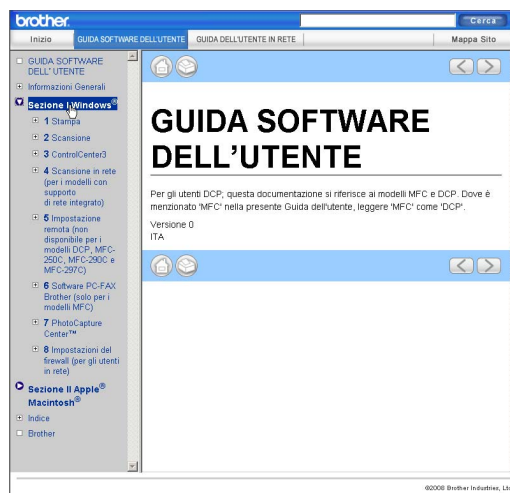 brother.
Cerca
Inizio
GUIDA SOFTWARE DELL'UTENTE
GUIDA DELL'UTENTE IN RETE
Mappa Sito
GUIDA SOFTWARE
DELL'UTENTE
Informazioni Generali
Sezione I Windows®
1 Stampa
2 Scansione
3 ControlCenter3
4 Scansione in rete
(per i modelli con
supporto
di rete integrato)
5 Impostazione
remota (non
disponibile per i
modelli DCP, MFC-
250C, MFC-290C e
MFC-297C)
6 Software PC-FAX
Brother (solo per i
modelli MFC)
7 PhotoCapture
Center™
8 Impostazioni del
firewall (per gli utenti
in rete)
Sezione II Apple®
Macintosh®
Indice
Brother
GUIDA SOFTWARE
DELL'UTENTE
Per gli utenti DCP; questa documentazione si riferisce ai modelli MFC e DCP. Dove è
menzionato 'MFC' nella presente Guida dell'utente, leggere 'MFC' come 'DCP'.
Versione 0
ITA
©2008 Brother Industries, Ltd